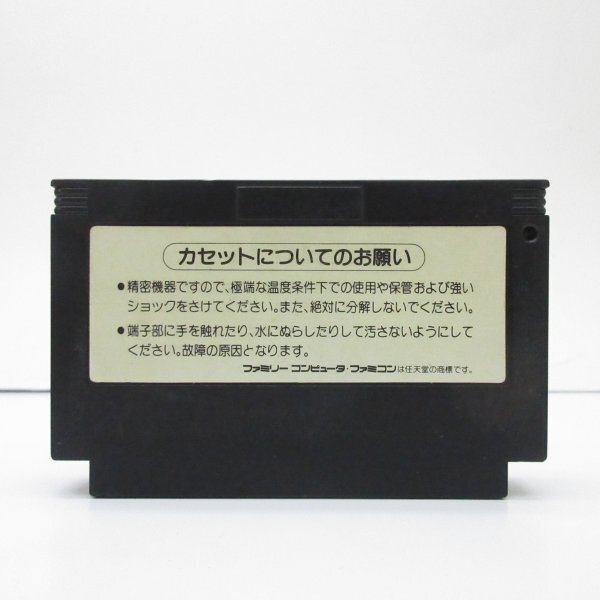 カセットについてのお願い
●精密機器ですので、極端な温度条件下での使用や保管および強い
ショックをさけてください。また、絶対に分解しないでください。
●端子部に手を触れたり、水にぬらしたりして汚さないようにして
ください。故障の原因となります。
ファミリー コンピュータ・ファミコンは任天堂の商標です。